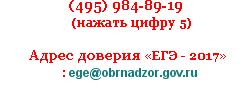 (495) 984-89-19
(нажать цифру 5)
Адрес доверия «ЕГЭ - 2017»
: ege@obrnadzor.gov.ru